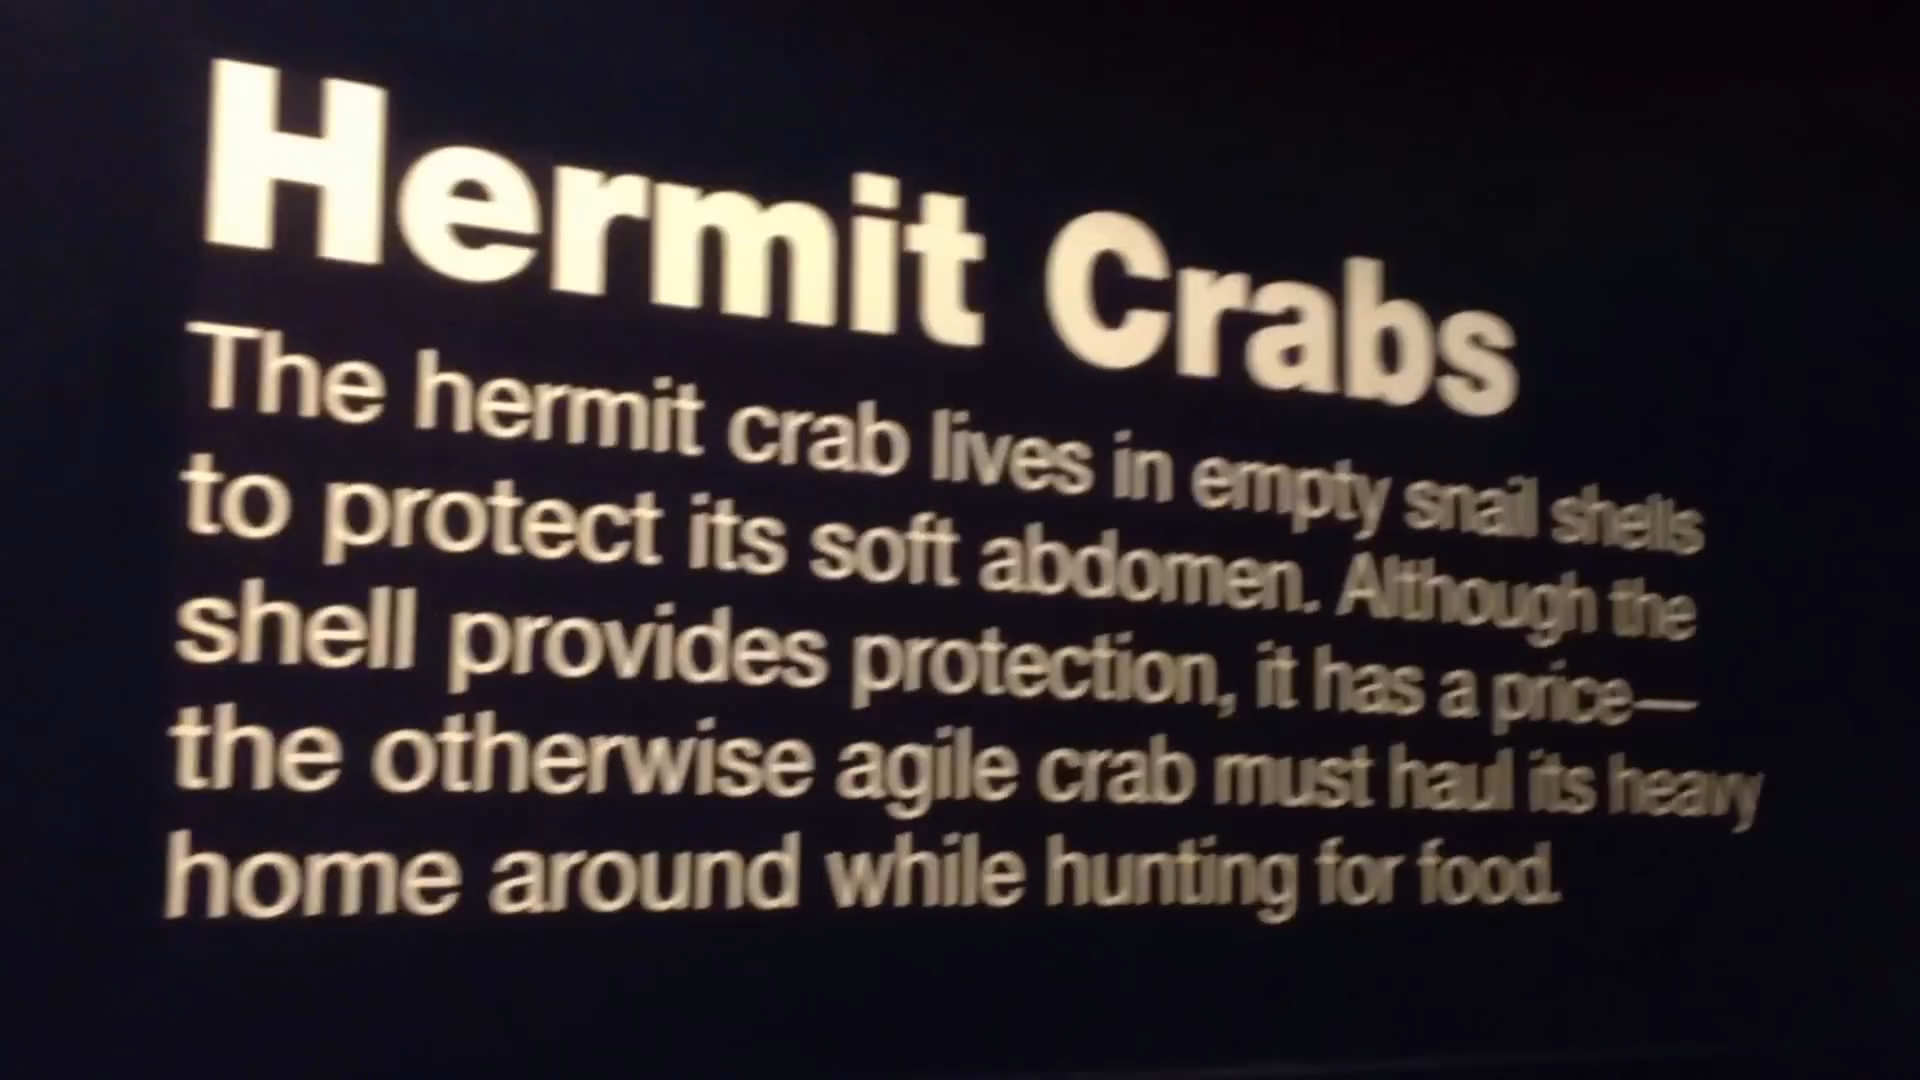 Hermit Crabs
The hermit crab lives in empty snail shells
to protect its soft abdomen. Although the
shell provides protection, it has a price—
the otherwise agile crab must haul its heavy
home around while hunting for food.